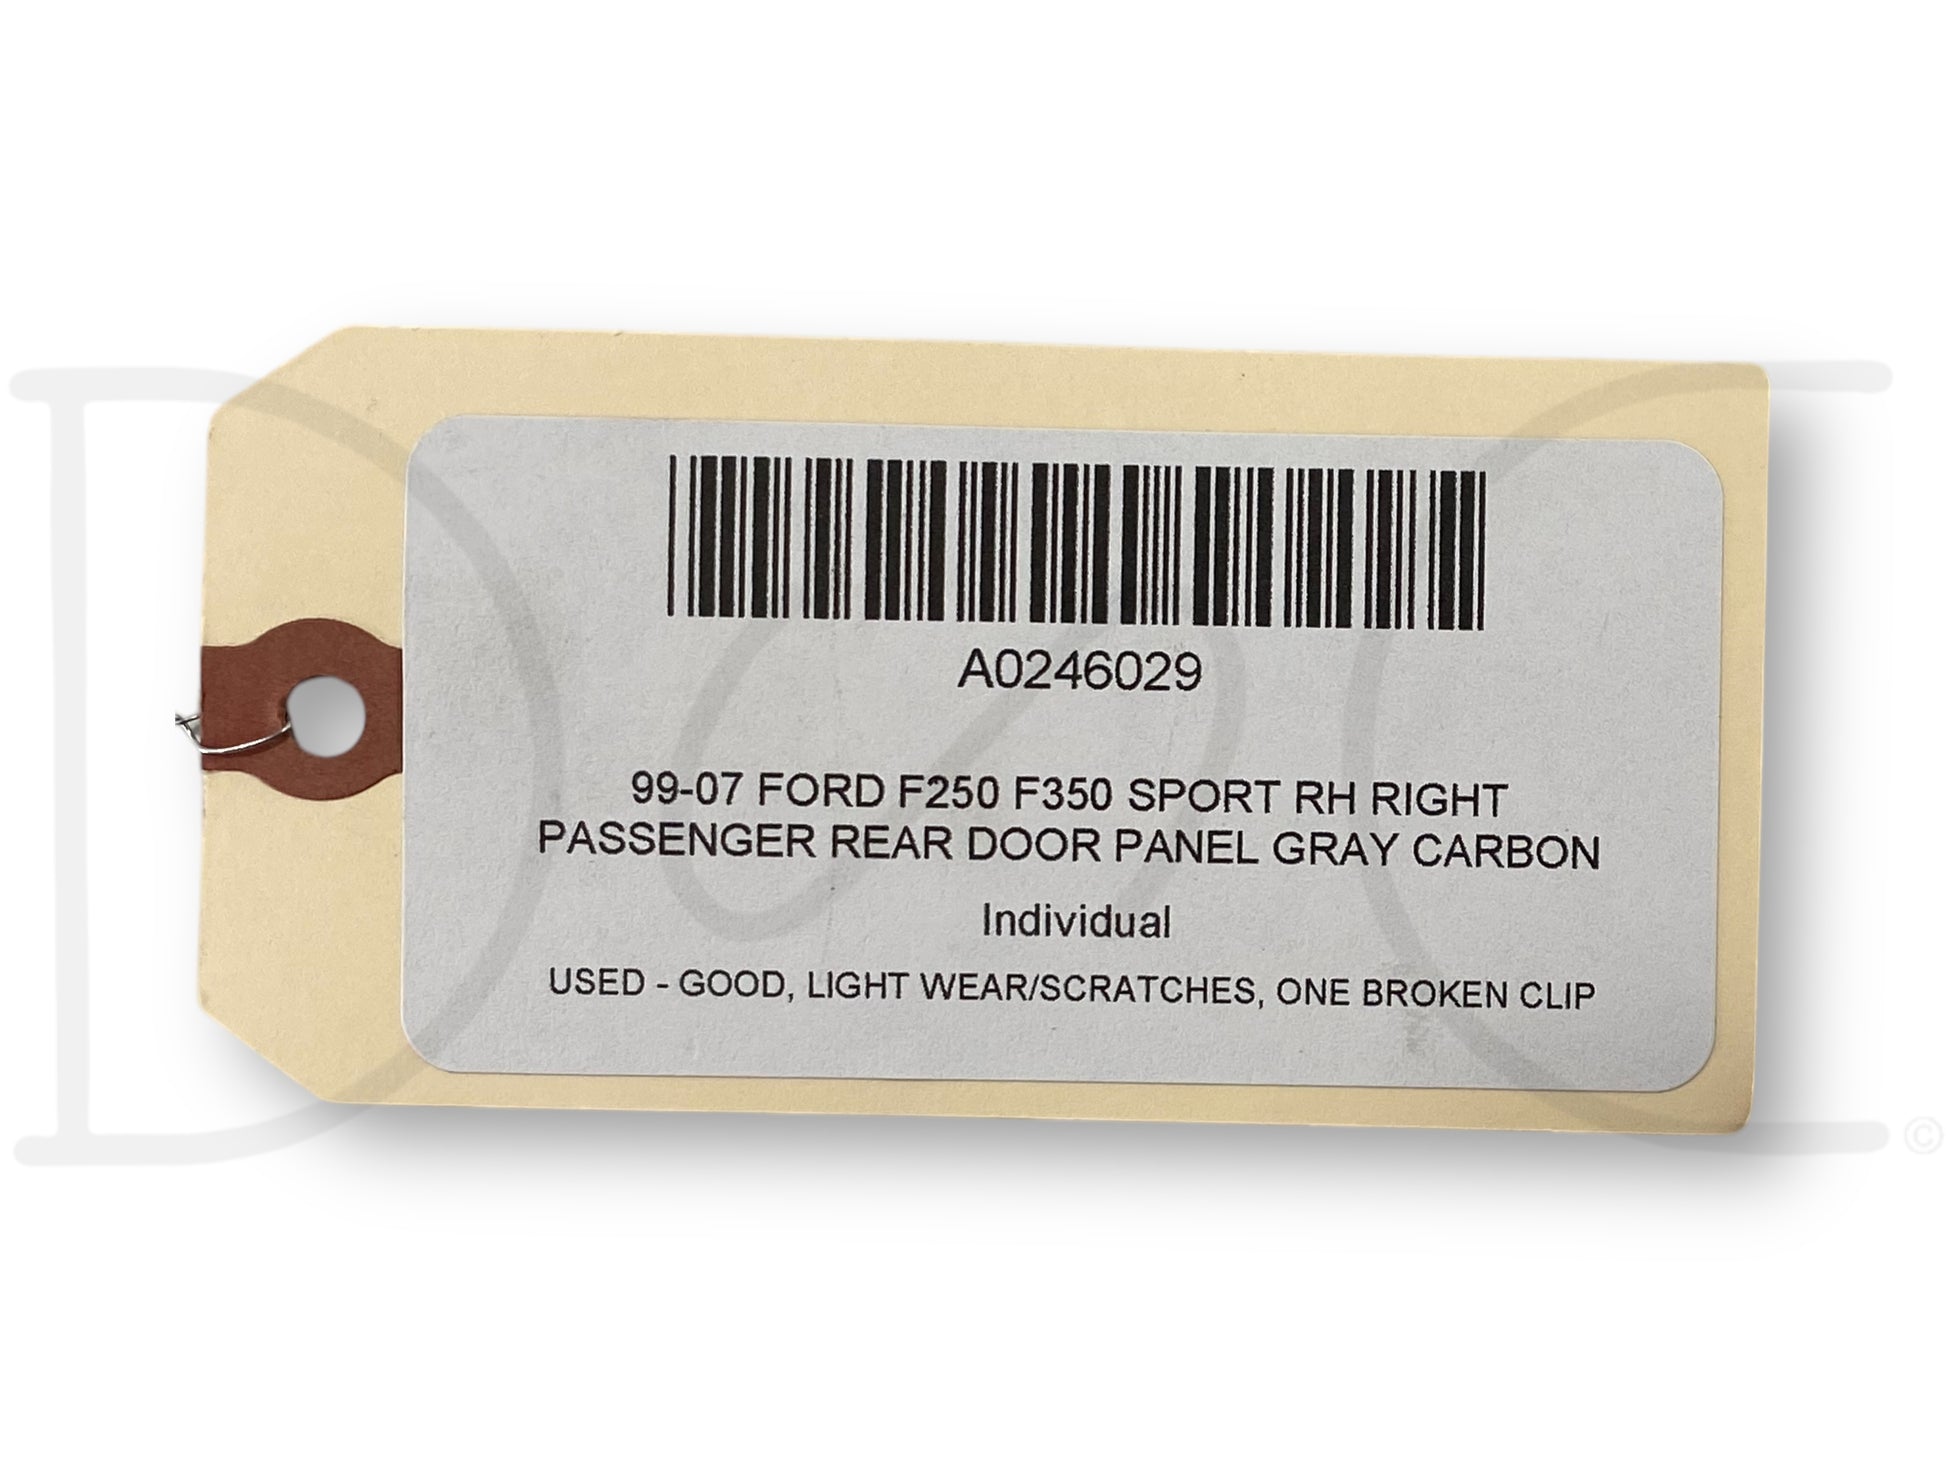 A0246029
99-07 FORD F250 F350 SPORT RH RIGHT
PASSENGER REAR DOOR PANEL GRAY CARBON
Individual
USED - GOOD, LIGHT WEAR/SCRATCHES, ONE BROKEN CLIP
©